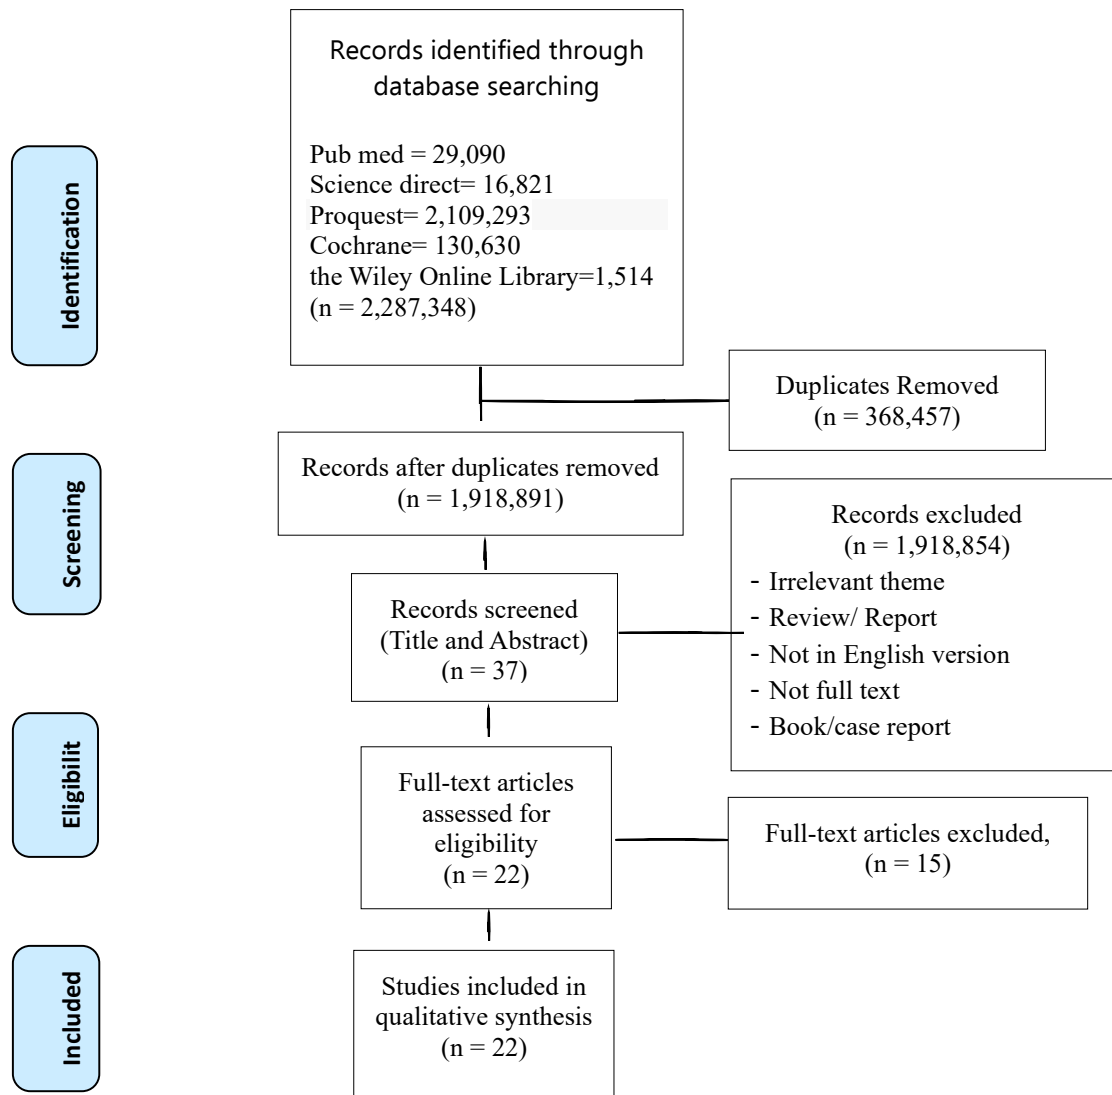 Records identified through
database searching
Pub med = 29,090
Science direct= 16,821
Proquest= 2,109,293
Cochrane= 130,630
the Wiley Online Library=1,514
(n = 2,287,348)
Identification
Duplicates Removed
(n = 368,457)
Records after duplicates removed
(n = 1,918,891)
Screening
Records excluded
(n = 1,918,854)
- Irrelevant theme
- Review/ Report
- Not in English version
- Not full text
- Book/case report
Records screened
(Title and Abstract)
(n = 37)
Eligibilit
Full-text articles
assessed for
eligibility
(n = 22)
Full-text articles excluded,
(n = 15)
Included
Studies included in
qualitative synthesis
(n = 22)